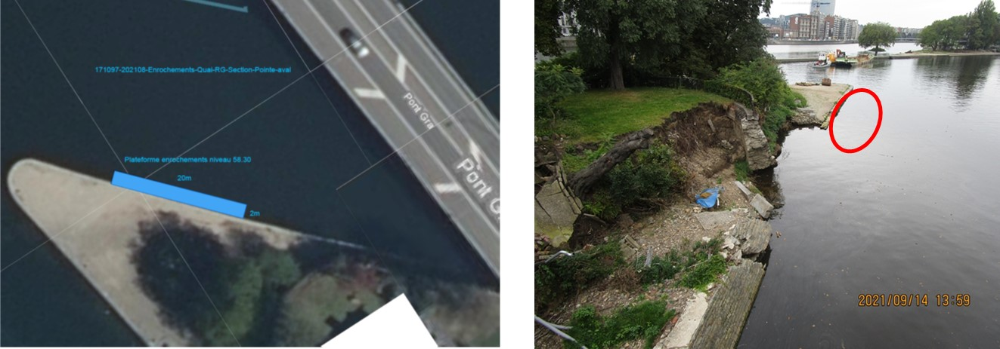 171097-202108-Enrochements-Quai-RG-Section-Pointe-aval
Pont Gra
Plateforme enrochements niveau 58.30
20m
Pont G
2m
2021/09/14 13:59